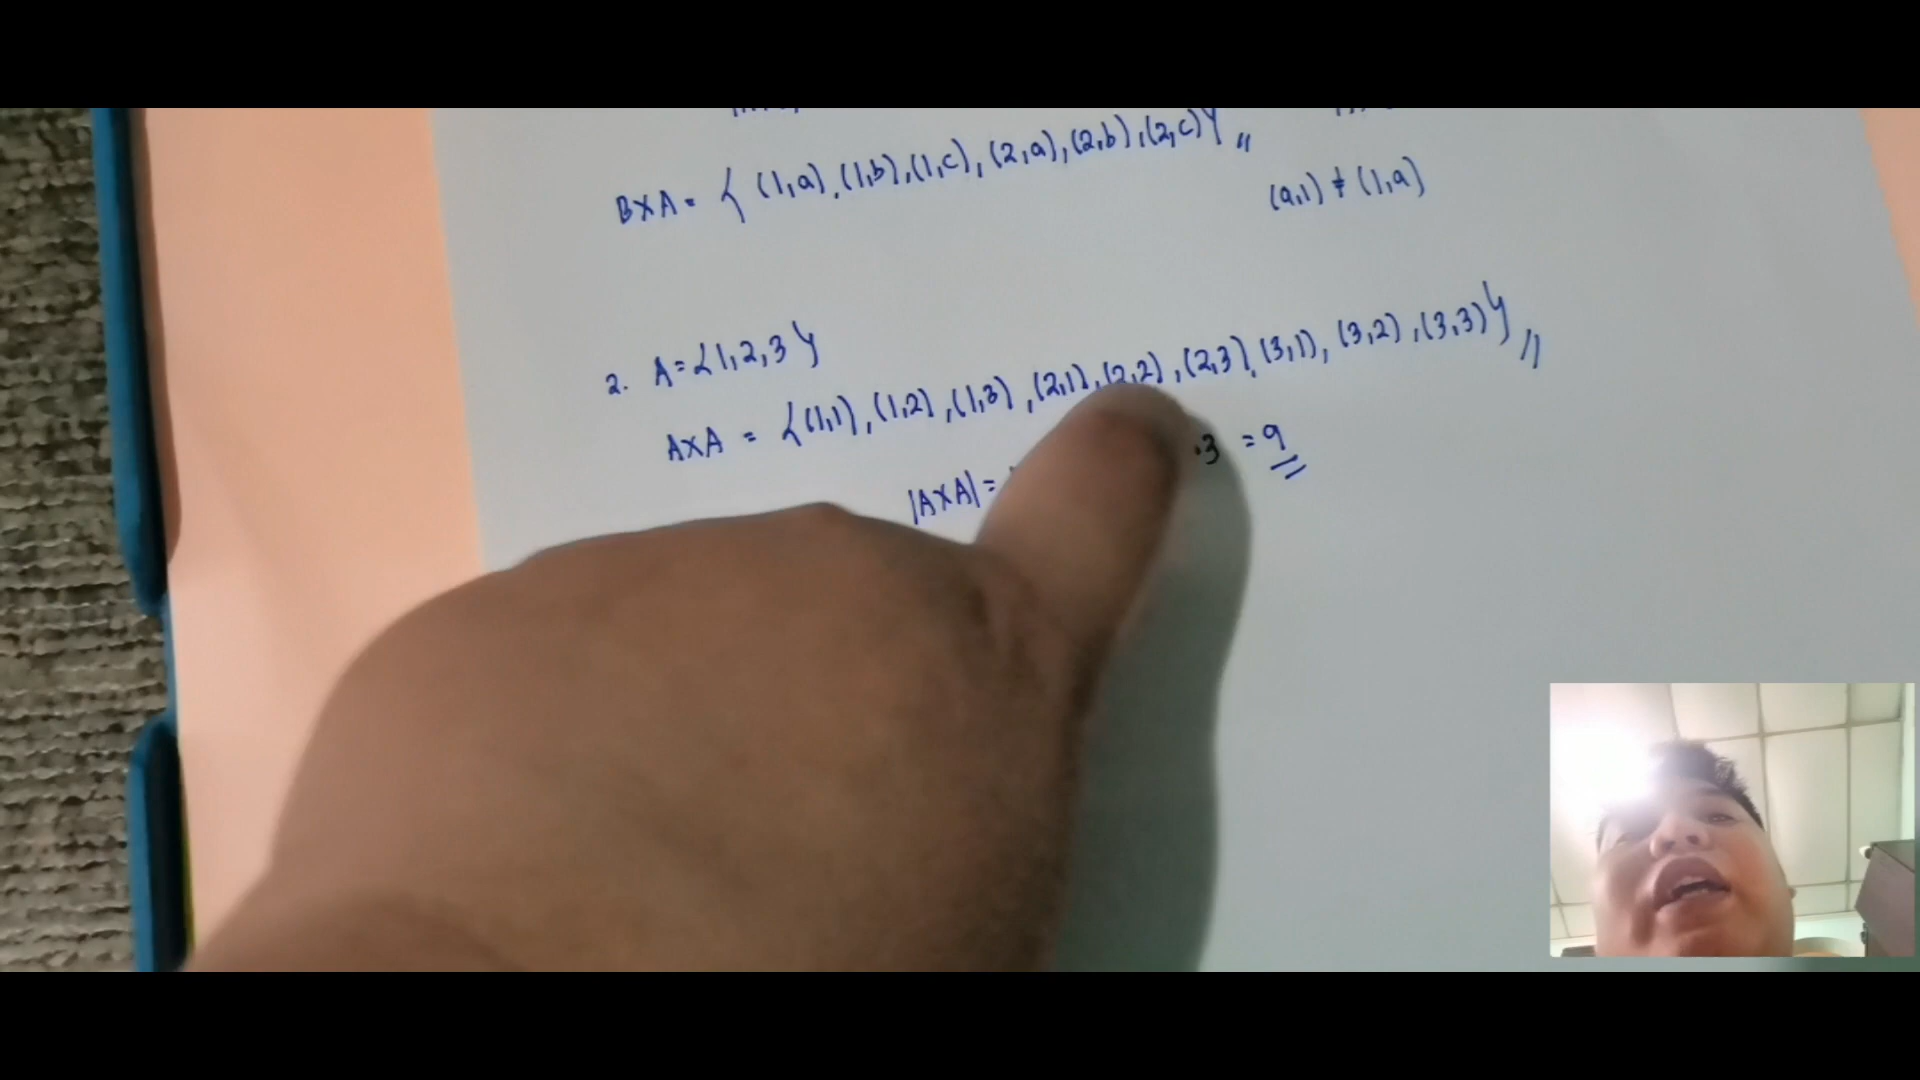 B×A = { (1,a), (1,b), (1,c), (2,a), (2,b), (2,c) } ,,
(a,1) ≠ (1,a)
2. A = {1,2,3}
A×A = {(1,1), (1,2), (1,3), (2,1), (2,2), (2,3), (3,1), (3,2), (3,3)} ,,
|A×A| = .3 = 9